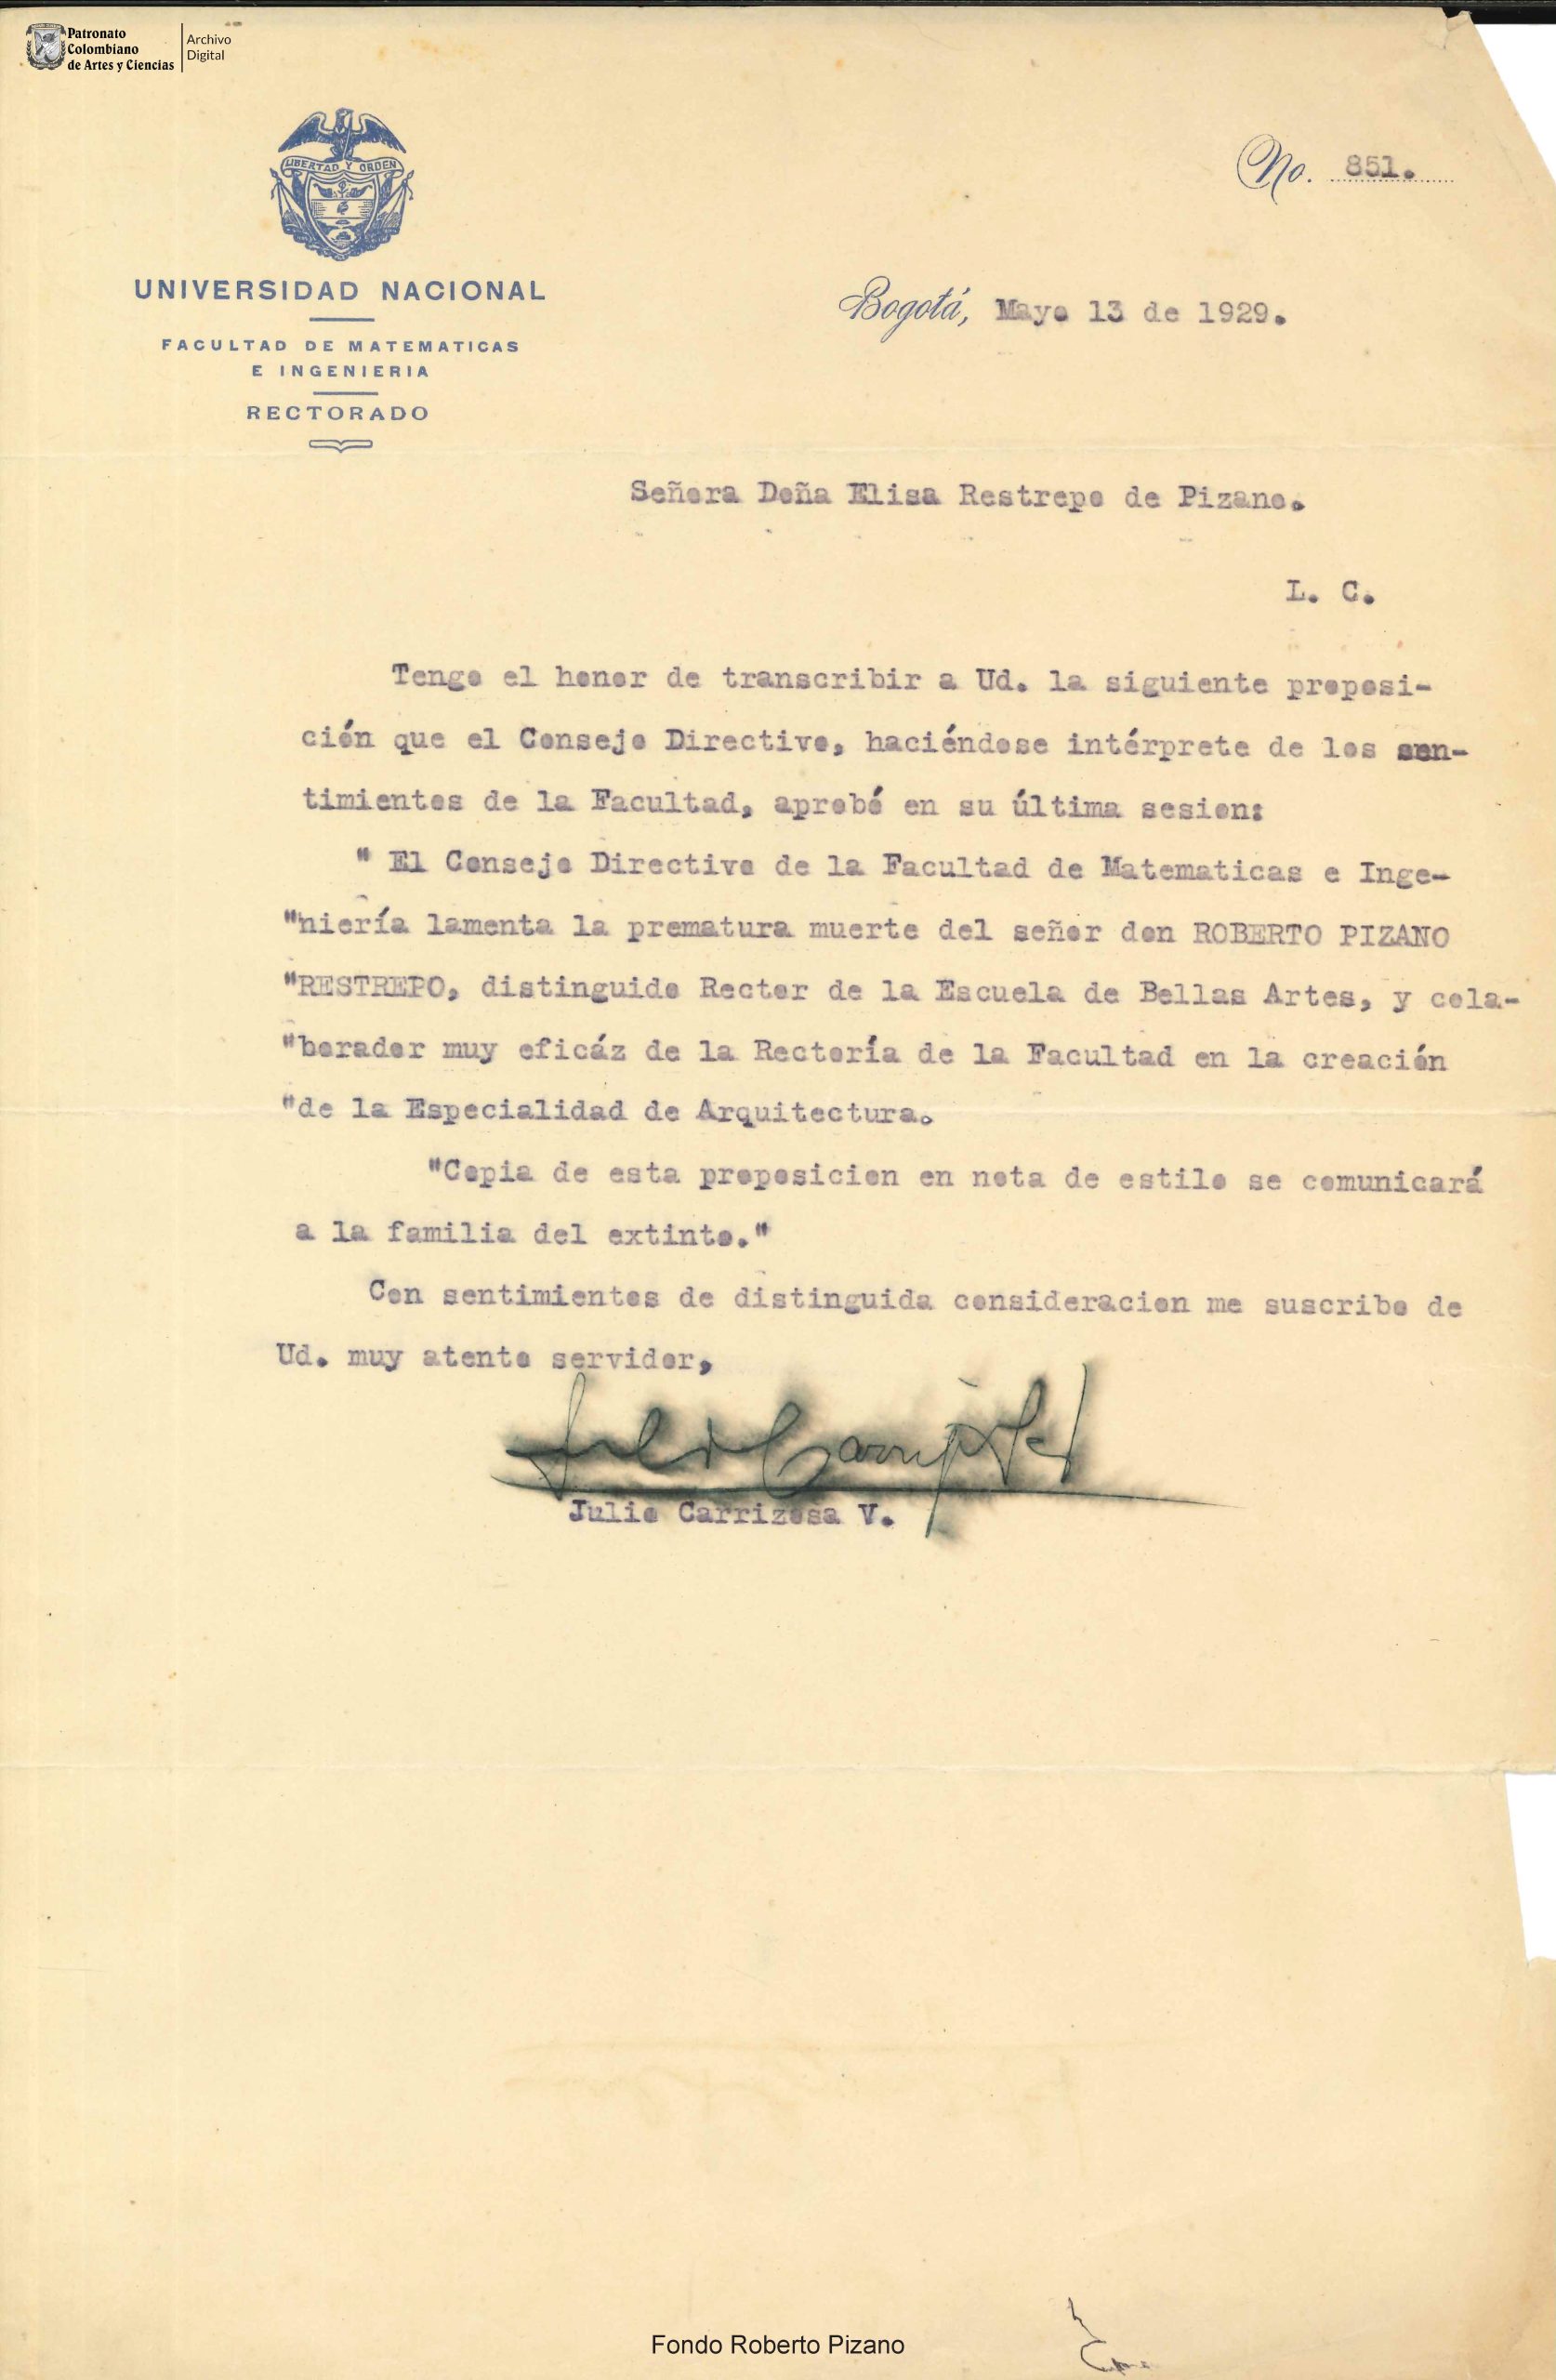 Patronato
Colombiano
de Artes y Ciencias
Archivo
Digital
LIBERTAD Y ORDEN
No. 851.
UNIVERSIDAD NACIONAL
Bogotá, Mayo 13 de 1929.
FACULTAD DE MATEMATICAS
E INGENIERIA
RECTORADO
Señora Doña Elisa Restrepo de Pizano.
L. C.
Tengo el honor de transcribir a Ud. la siguiente proposi-
ción que el Consejo Directivo, haciéndose intérprete de los sen-
timientos de la Facultad, aprobó en su última sesion:
" El Consejo Directivo de la Facultad de Matematicas e Inge-
"niería lamenta la prematura muerte del señor don ROBERTO PIZANO
"RESTREPO, distinguido Rector de la Escuela de Bellas Artes, y cola-
"borador muy eficáz de la Rectoría de la Facultad en la creación
"de la Especialidad de Arquitectura.
"Copia de esta proposicion en nota de estilo se comunicará
a la familia del extinto."
Con sentimientos de distinguida consideracion me suscribo de
Ud. muy atento servidor,
Julio Carrizosa V.
Fondo Roberto Pizano